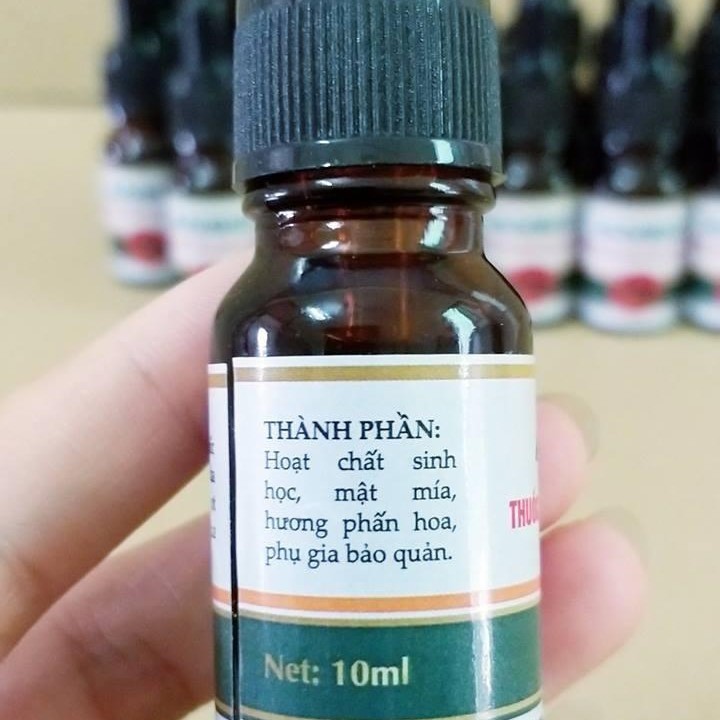 THÀNH PHẦN:
Hoạt chất sinh
học, mật mía,
hương phấn hoa,
phụ gia bảo quản.
Net: 10ml